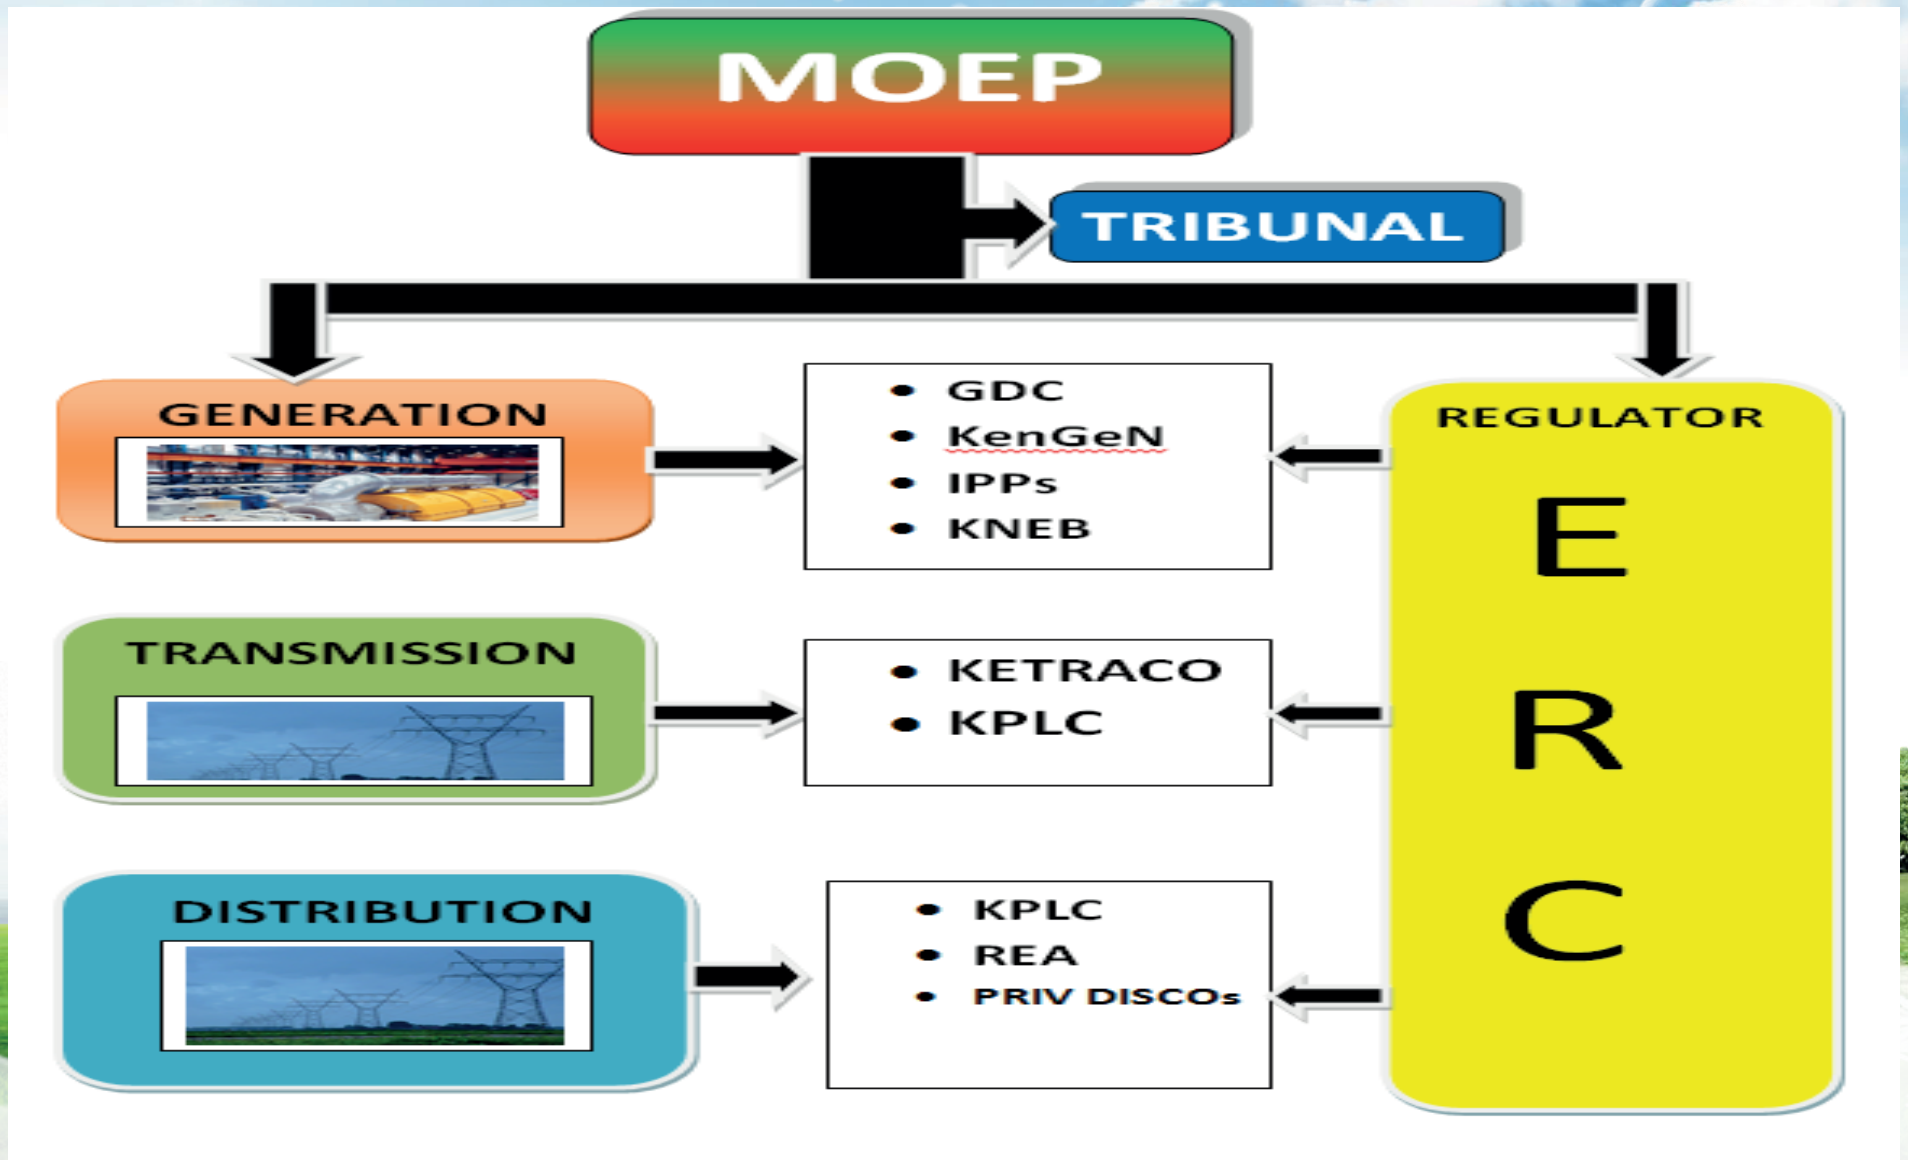 MOEP
TRIBUNAL
GENERATION
• GDC
• KenGeN
• IPPs
• KNEB
TRANSMISSION
• KETRACO
• KPLC
DISTRIBUTION
• KPLC
• REA
• PRIV DISCOs
REGULATOR
E
R
C